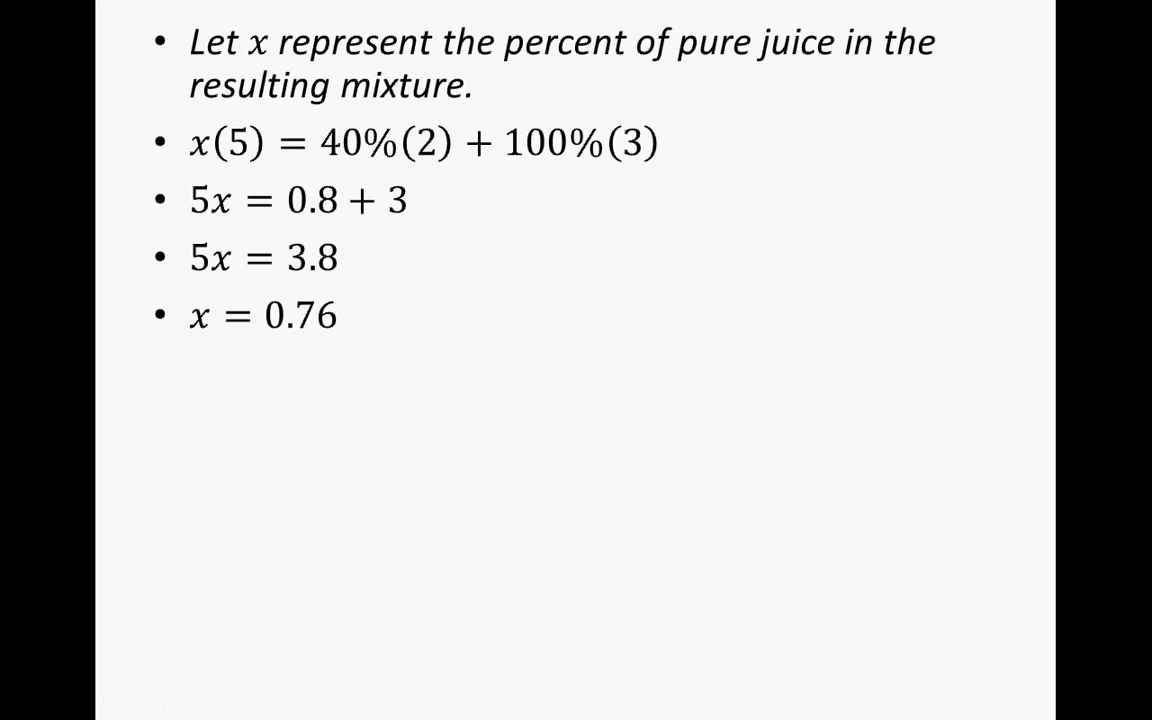 • Let x represent the percent of pure juice in the
resulting mixture.
• x(5) = 40%(2) + 100%(3)
• 5x = 0.8 + 3
• 5x = 3.8
• x = 0.76